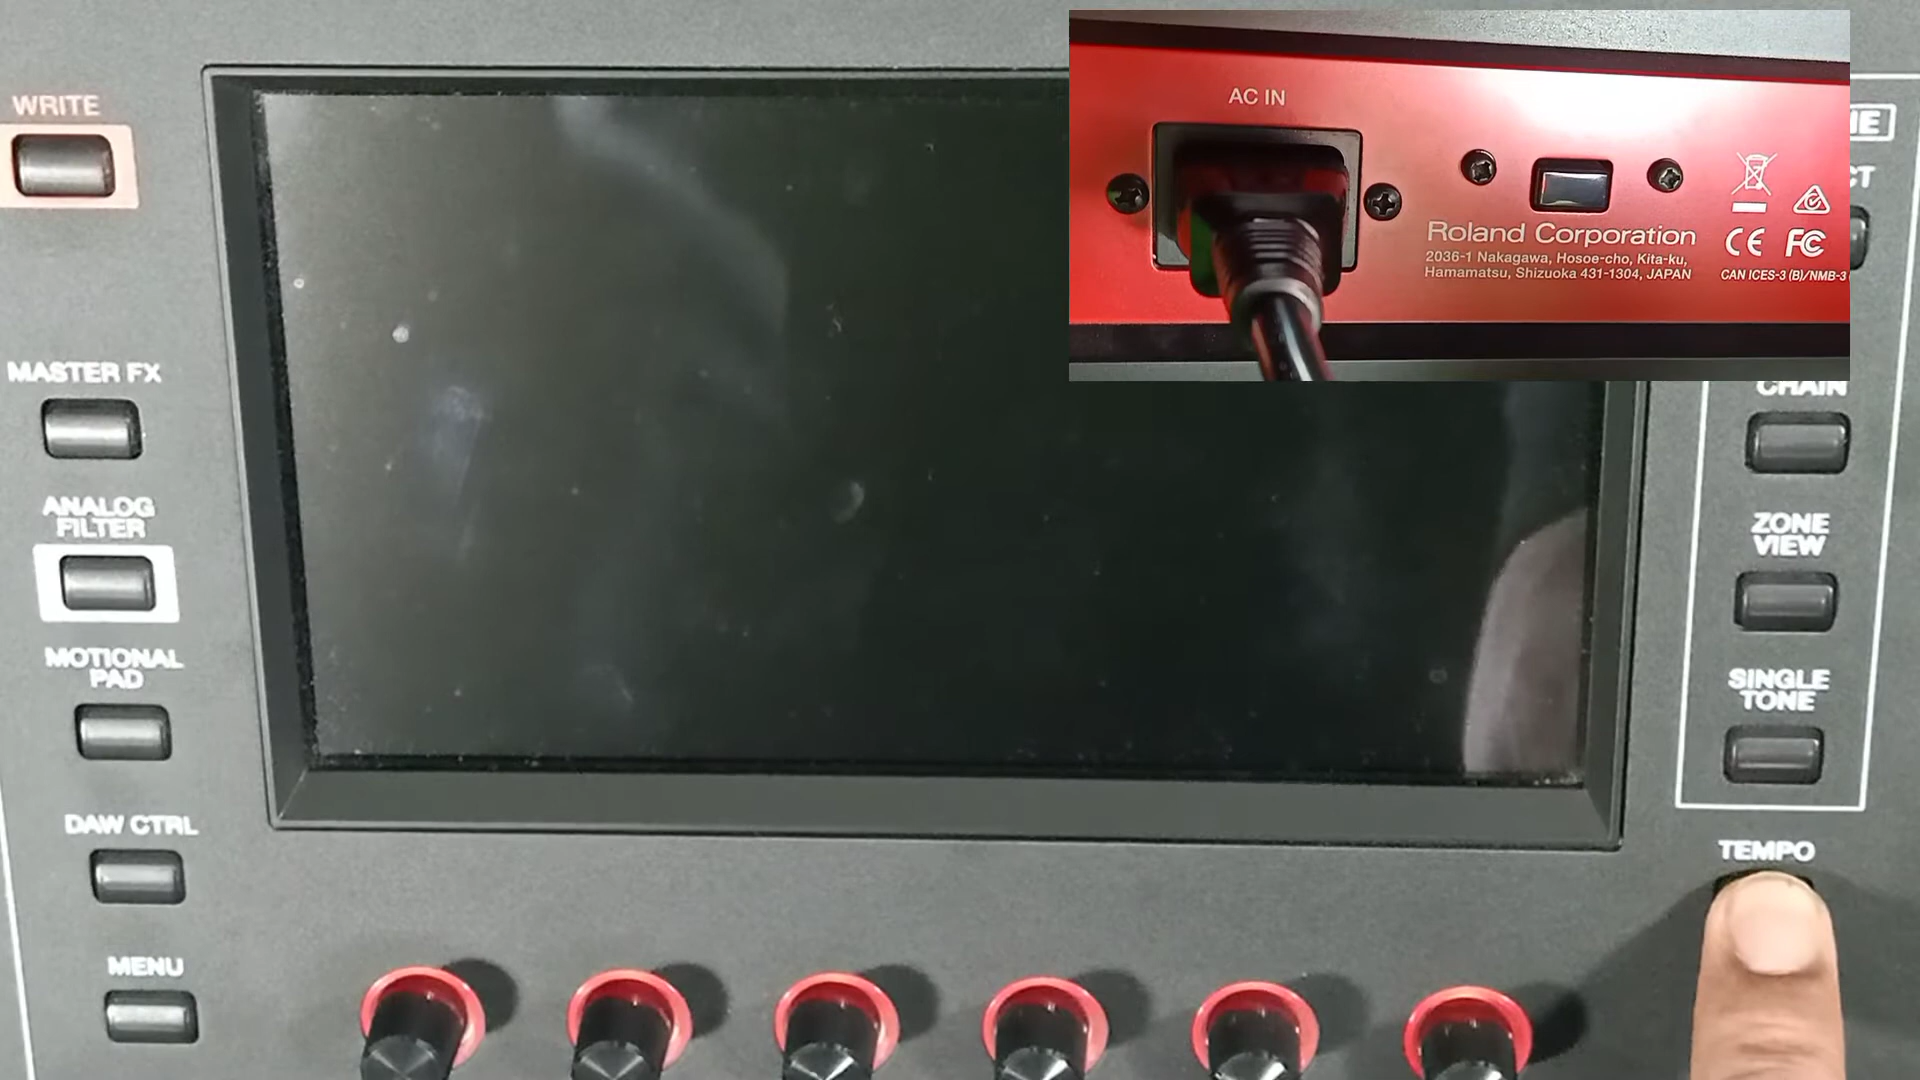 WRITE
MASTER FX
ANALOG
FILTER
MOTIONAL
PAD
DAW CTRL
MENU
AC IN
Roland Corporation
2036-1 Nakagawa, Hosoe-cho, Kita-ku,
Hamamatsu, Shizuoka 431-1304, JAPAN
CE FC
CAN ICES-3 (B)/NMB-3
CHAIN
ZONE
VIEW
SINGLE
TONE
TEMPO